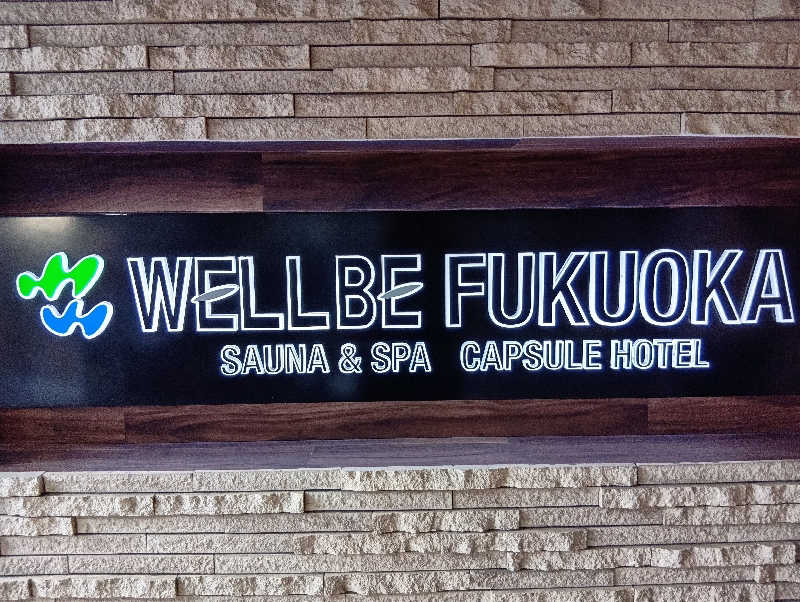 WELLBE FUKUOKA
SAUNA & SPA CAPSULE HOTEL